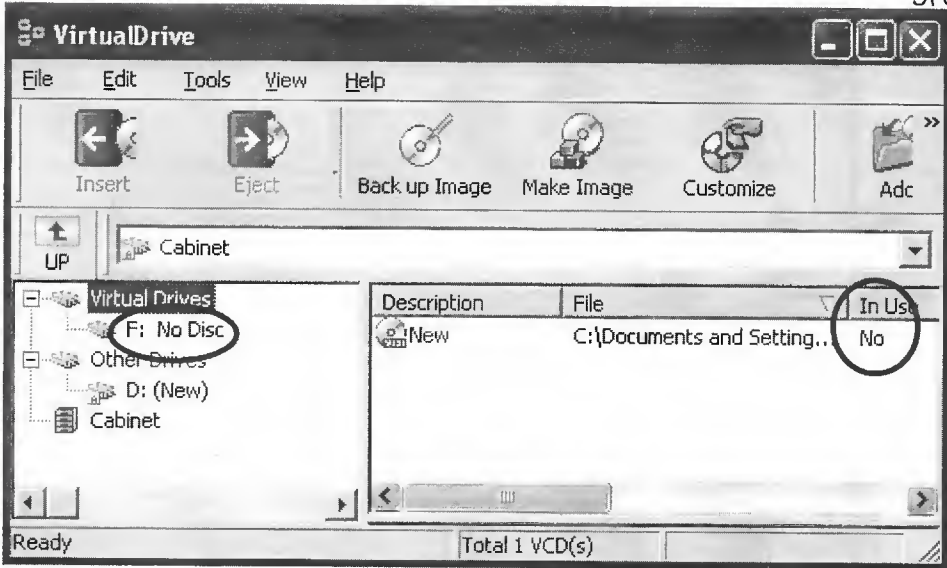 VirtualDrive
File Edit Tools View Help
Insert Eject Back up Image Make Image Customize Adc »
UP Cabinet
Virtual Drives
F: No Disc
Other Drives
D: (New)
Cabinet
Description File In Use
New C:\Documents and Setting... No
Ready Total 1 VCD(s)